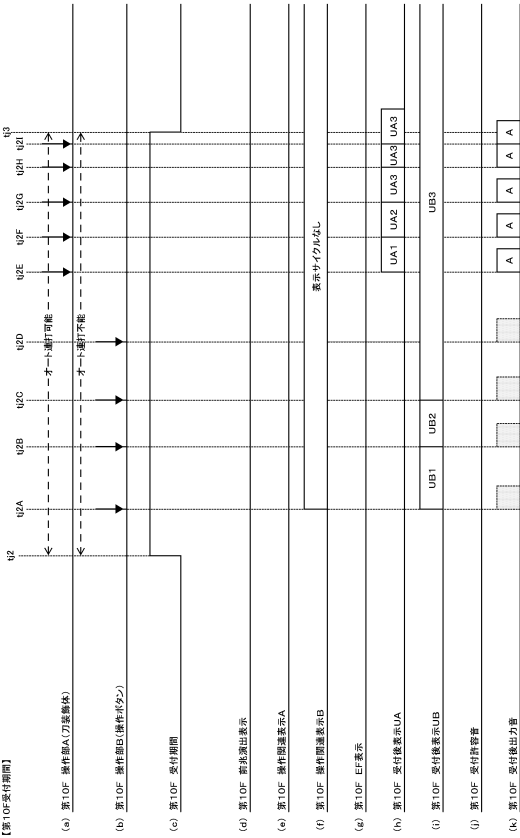 【第10F受付期間】
tj2
tj2A
tj2B
tj2C
tj2D
tj2E
tj2F
tj2G
tj2H
tj2I
tj3
オート連打可能
オート連打不能
(a) 第10F 操作部A(刀装飾体)
(b) 第10F 操作部B(操作ボタン)
(c) 第10F 受付期間
(d) 第10F 前兆演出表示
(e) 第10F 操作関連表示A
(f) 第10F 操作関連表示B
表示サイクルなし
(g) 第10F EF表示
(h) 第10F 受付後表示UA
UA1
UA2
UA3
UA3
UA3
(i) 第10F 受付後表示UB
UB1
UB2
UB3
(j) 第10F 受付許容音
(k) 第10F 受付後出力音
A
A
A
A
A